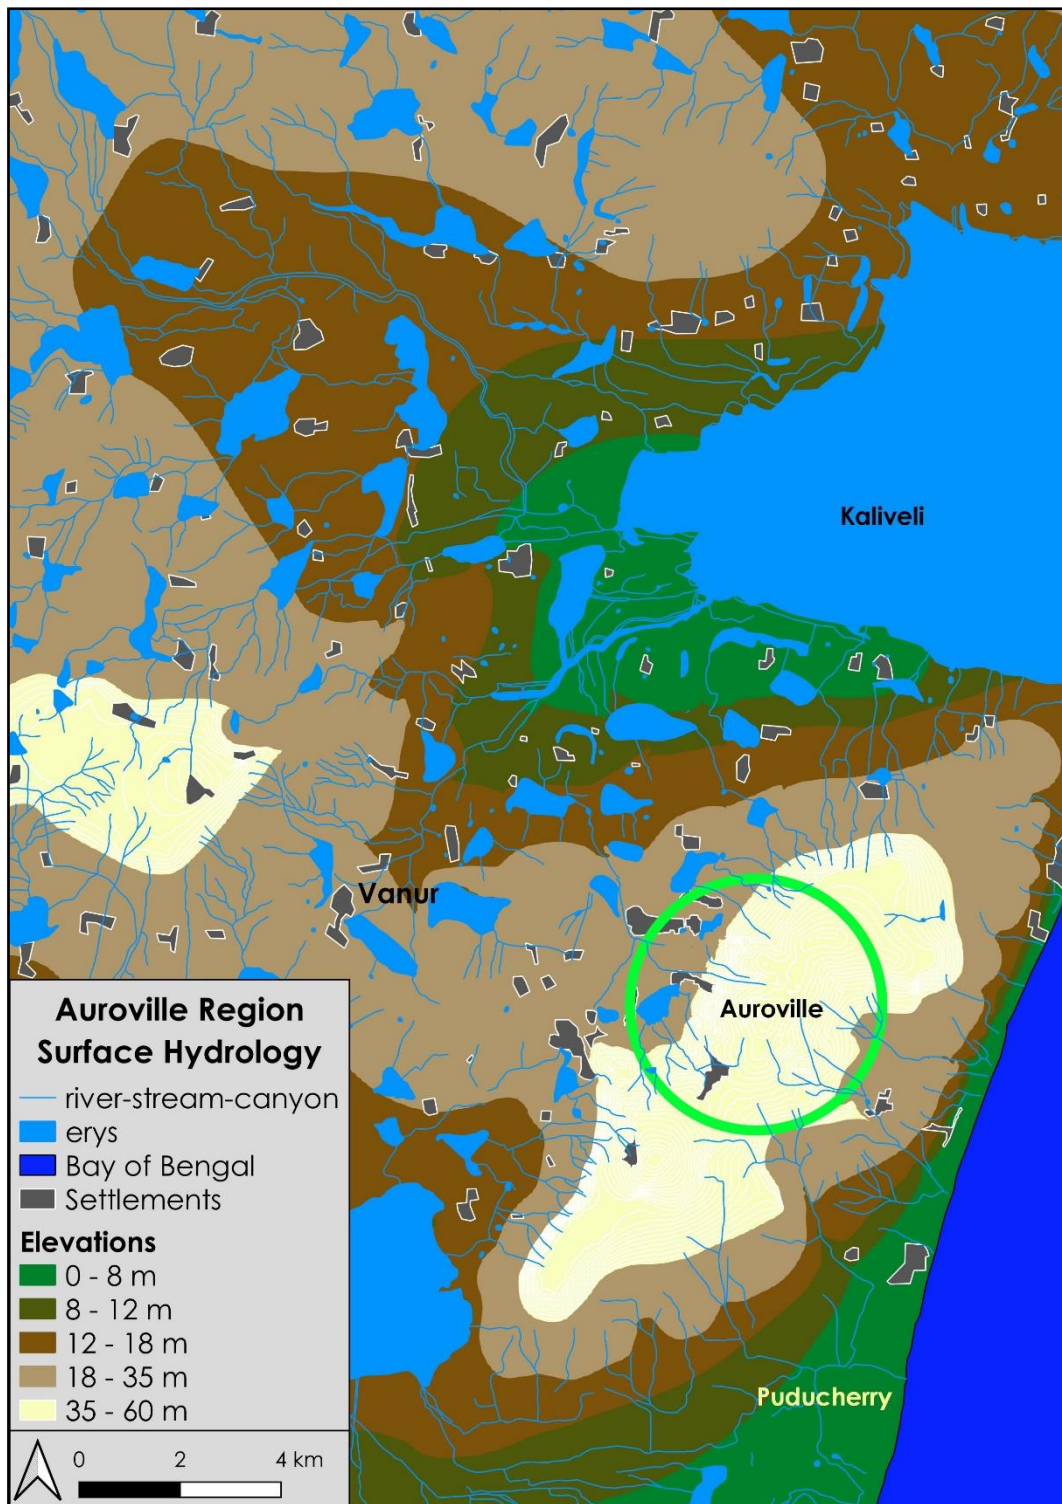 Kaliveli
Vanur
Auroville
Puducherry
Auroville Region
Surface Hydrology
river-stream-canyon
erys
Bay of Bengal
Settlements
Elevations
0 - 8 m
8 - 12 m
12 - 18 m
18 - 35 m
35 - 60 m
0 2 4 km